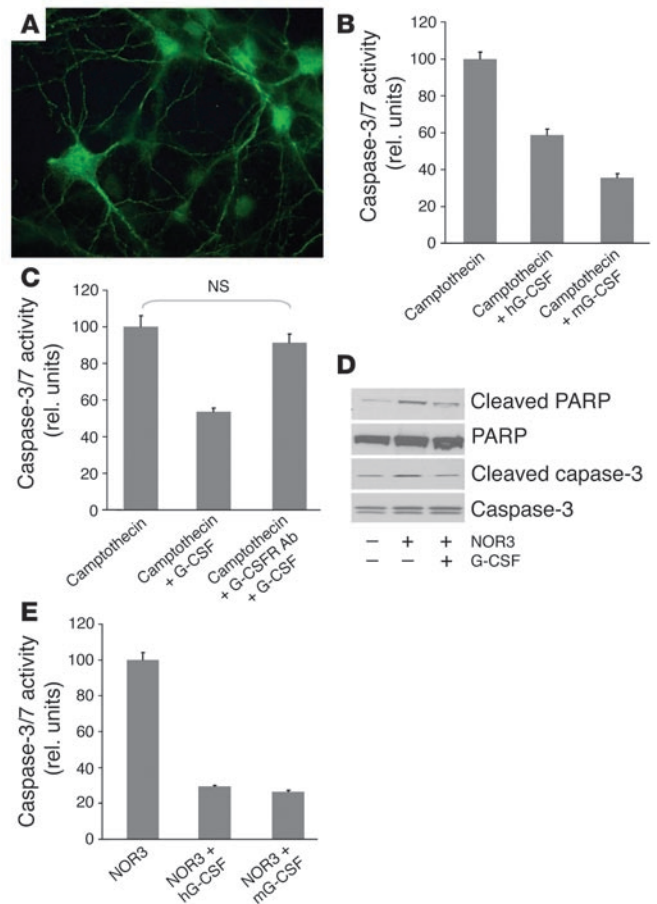 A
B
Caspase-3/7 activity
(rel. units)
120
100
80
60
40
20
0
Camptothecin
Camptothecin
+ hG-CSF
Camptothecin
+ mG-CSF
C
Caspase-3/7 activity
(rel. units)
120
100
80
60
40
20
0
NS
Camptothecin
Camptothecin
+ G-CSF
Camptothecin
+ G-CSFR Ab
+ G-CSF
D
Cleaved PARP
PARP
Cleaved capase-3
Caspase-3
− + + NOR3
− − + G-CSF
E
Caspase-3/7 activity
(rel. units)
120
100
80
60
40
20
0
NOR3
NOR3 +
hG-CSF
NOR3 +
mG-CSF